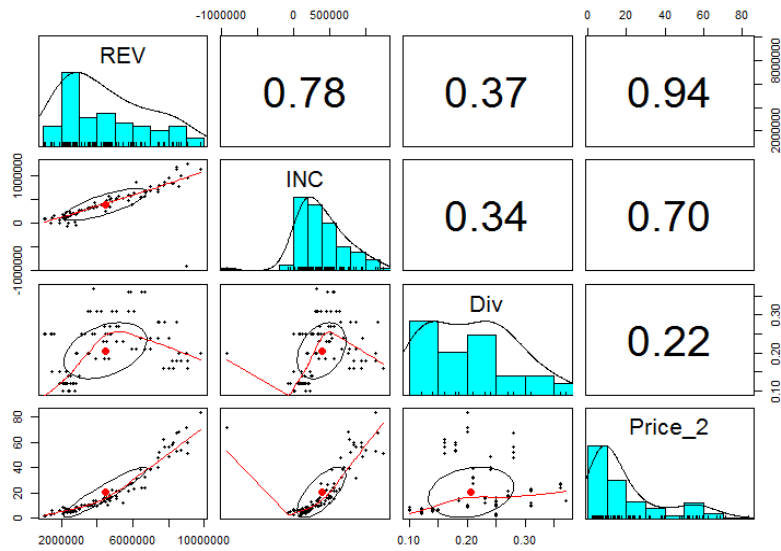 -1000000 0 500000 0 20 40 60 80
REV 0.78 0.37 0.94
2000000 8000000
-1000000 0 1000000
INC 0.34 0.70
Div 0.22
0.10 0.20 0.30
0 20 40 60 80
Price_2
2000000 6000000 10000000 0.10 0.20 0.30